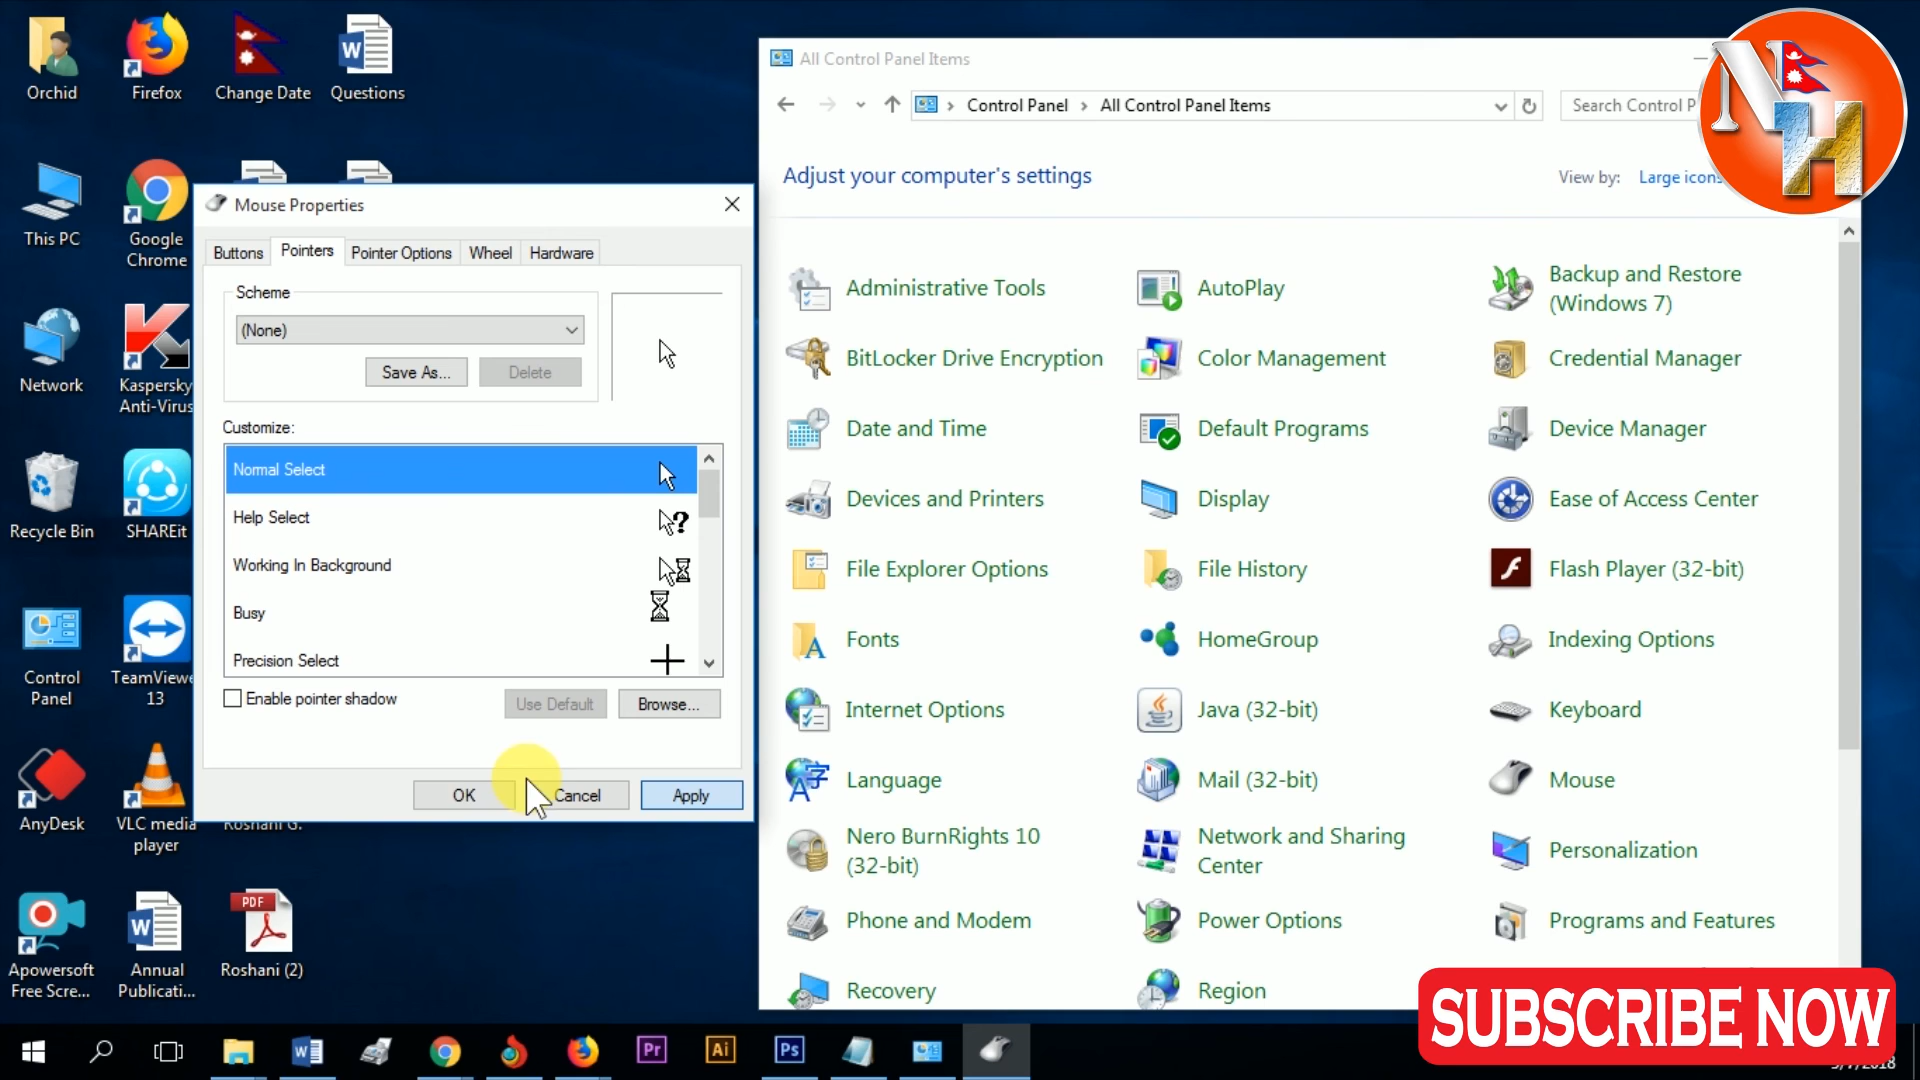 Orchid
Firefox
Change Date
Questions
This PC
Google
Chrome
Network
Kaspersky
Anti-Virus
Recycle Bin
SHAREit
Control
Panel
TeamViewe
13
AnyDesk
VLC media
player
Roshani G.
Apowersoft
Free Scre...
Annual
Publicati...
PDF
Roshani (2)
Mouse Properties
Buttons
Pointers
Pointer Options
Wheel
Hardware
Scheme
(None)
Save As...
Delete
Customize:
Normal Select
Help Select
Working In Background
Busy
Precision Select
Enable pointer shadow
Use Default
Browse...
OK
Cancel
Apply
All Control Panel Items
Control Panel > All Control Panel Items
Search Control P
NH
Adjust your computer's settings
View by: Large icons
Administrative Tools
AutoPlay
Backup and Restore
(Windows 7)
BitLocker Drive Encryption
Color Management
Credential Manager
Date and Time
Default Programs
Device Manager
Devices and Printers
Display
Ease of Access Center
File Explorer Options
File History
Flash Player (32-bit)
Fonts
HomeGroup
Indexing Options
Internet Options
Java (32-bit)
Keyboard
Language
Mail (32-bit)
Mouse
Nero BurnRights 10
(32-bit)
Network and Sharing
Center
Personalization
Phone and Modem
Power Options
Programs and Features
Recovery
Region
SUBSCRIBE NOW
Pr
Ai
Ps